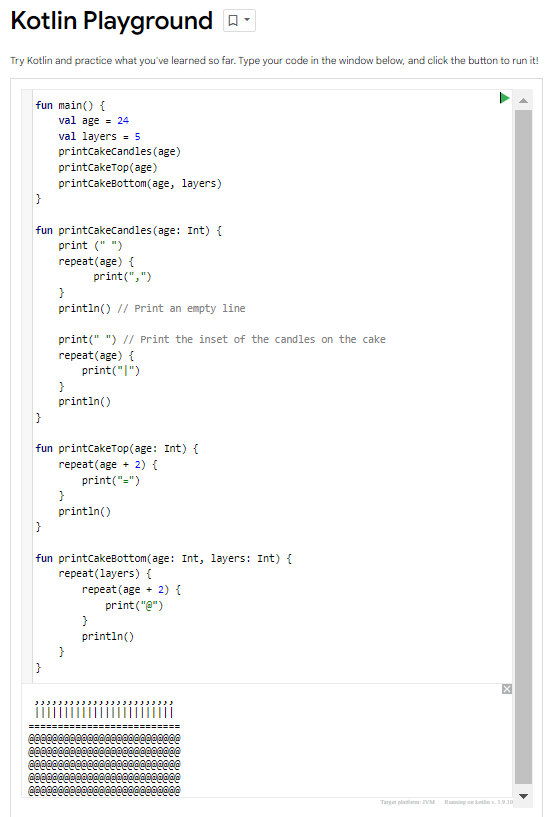 Kotlin Playground
Try Kotlin and practice what you've learned so far. Type your code in the window below, and click the button to run it!
fun main() {
    val age = 24
    val layers = 5
    printCakeCandles(age)
    printCakeTop(age)
    printCakeBottom(age, layers)
}

fun printCakeCandles(age: Int) {
    print (" ")
    repeat(age) {
          print(",")
    }
    println() // Print an empty line

    print(" ") // Print the inset of the candles on the cake
    repeat(age) {
        print("|")
    }
    println()
}

fun printCakeTop(age: Int) {
    repeat(age + 2) {
        print("=")
    }
    println()
}

fun printCakeBottom(age: Int, layers: Int) {
    repeat(layers) {
        repeat(age + 2) {
            print("@")
        }
        println()
    }
}
 ,,,,,,,,,,,,,,,,,,,,,,,,
 ||||||||||||||||||||||||
==========================
@@@@@@@@@@@@@@@@@@@@@@@@@@
@@@@@@@@@@@@@@@@@@@@@@@@@@
@@@@@@@@@@@@@@@@@@@@@@@@@@
@@@@@@@@@@@@@@@@@@@@@@@@@@
@@@@@@@@@@@@@@@@@@@@@@@@@@
Target platform: JVM Running on kotlin v. 1.9.10